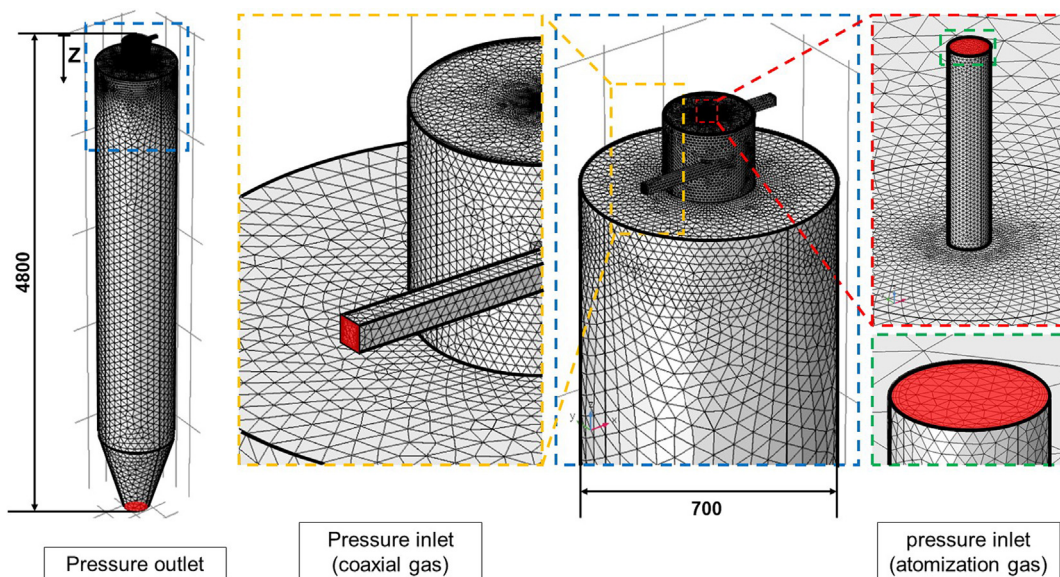 Z
4800
y
700
Pressure outlet
Pressure inlet
(coaxial gas)
pressure inlet
(atomization gas)